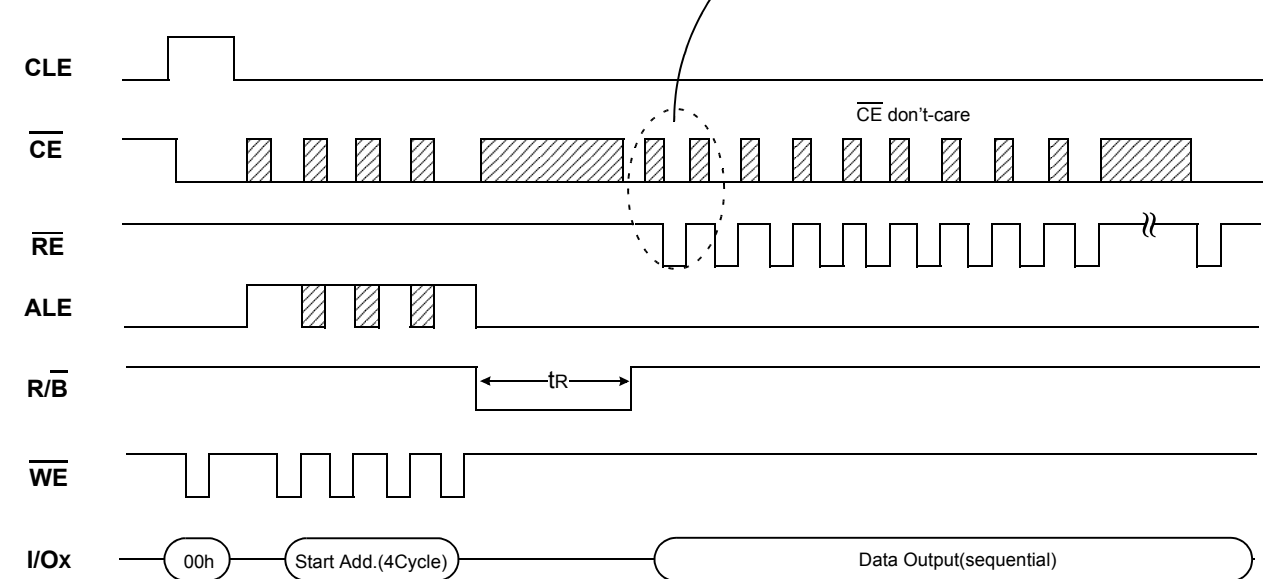 CLE
CE don't-care
CE
RE
ALE
R/B
tR
WE
I/Ox
00h
Start Add.(4Cycle)
Data Output(sequential)